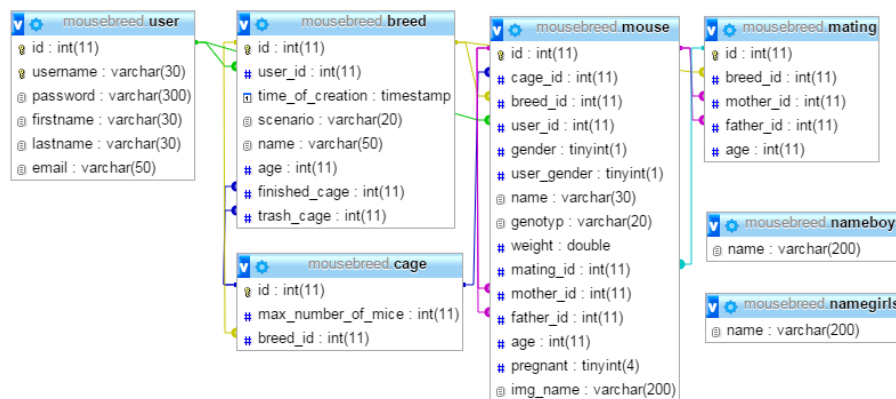 mousebreed.user
id : int(11)
username : varchar(30)
password : varchar(300)
firstname : varchar(30)
lastname : varchar(30)
email : varchar(50)
mousebreed.breed
id : int(11)
user_id : int(11)
time_of_creation : timestamp
scenario : varchar(20)
name : varchar(50)
age : int(11)
finished_cage : int(11)
trash_cage : int(11)
mousebreed.cage
id : int(11)
max_number_of_mice : int(11)
breed_id : int(11)
mousebreed.mouse
id : int(11)
cage_id : int(11)
breed_id : int(11)
user_id : int(11)
gender : tinyint(1)
user_gender : tinyint(1)
name : varchar(30)
genotyp : varchar(20)
weight : double
mating_id : int(11)
mother_id : int(11)
father_id : int(11)
age : int(11)
pregnant : tinyint(4)
img_name : varchar(200)
mousebreed.mating
id : int(11)
breed_id : int(11)
mother_id : int(11)
father_id : int(11)
age : int(11)
mousebreed.nameboy
name : varchar(200)
mousebreed.namegirls
name : varchar(200)